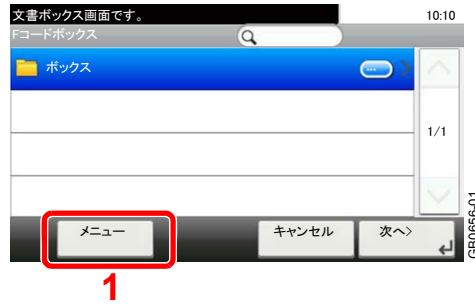 文書ボックス画面です。
10:10
Fコードボックス
ボックス
1/1
メニュー
キャンセル
次へ>
1
GB0656-01